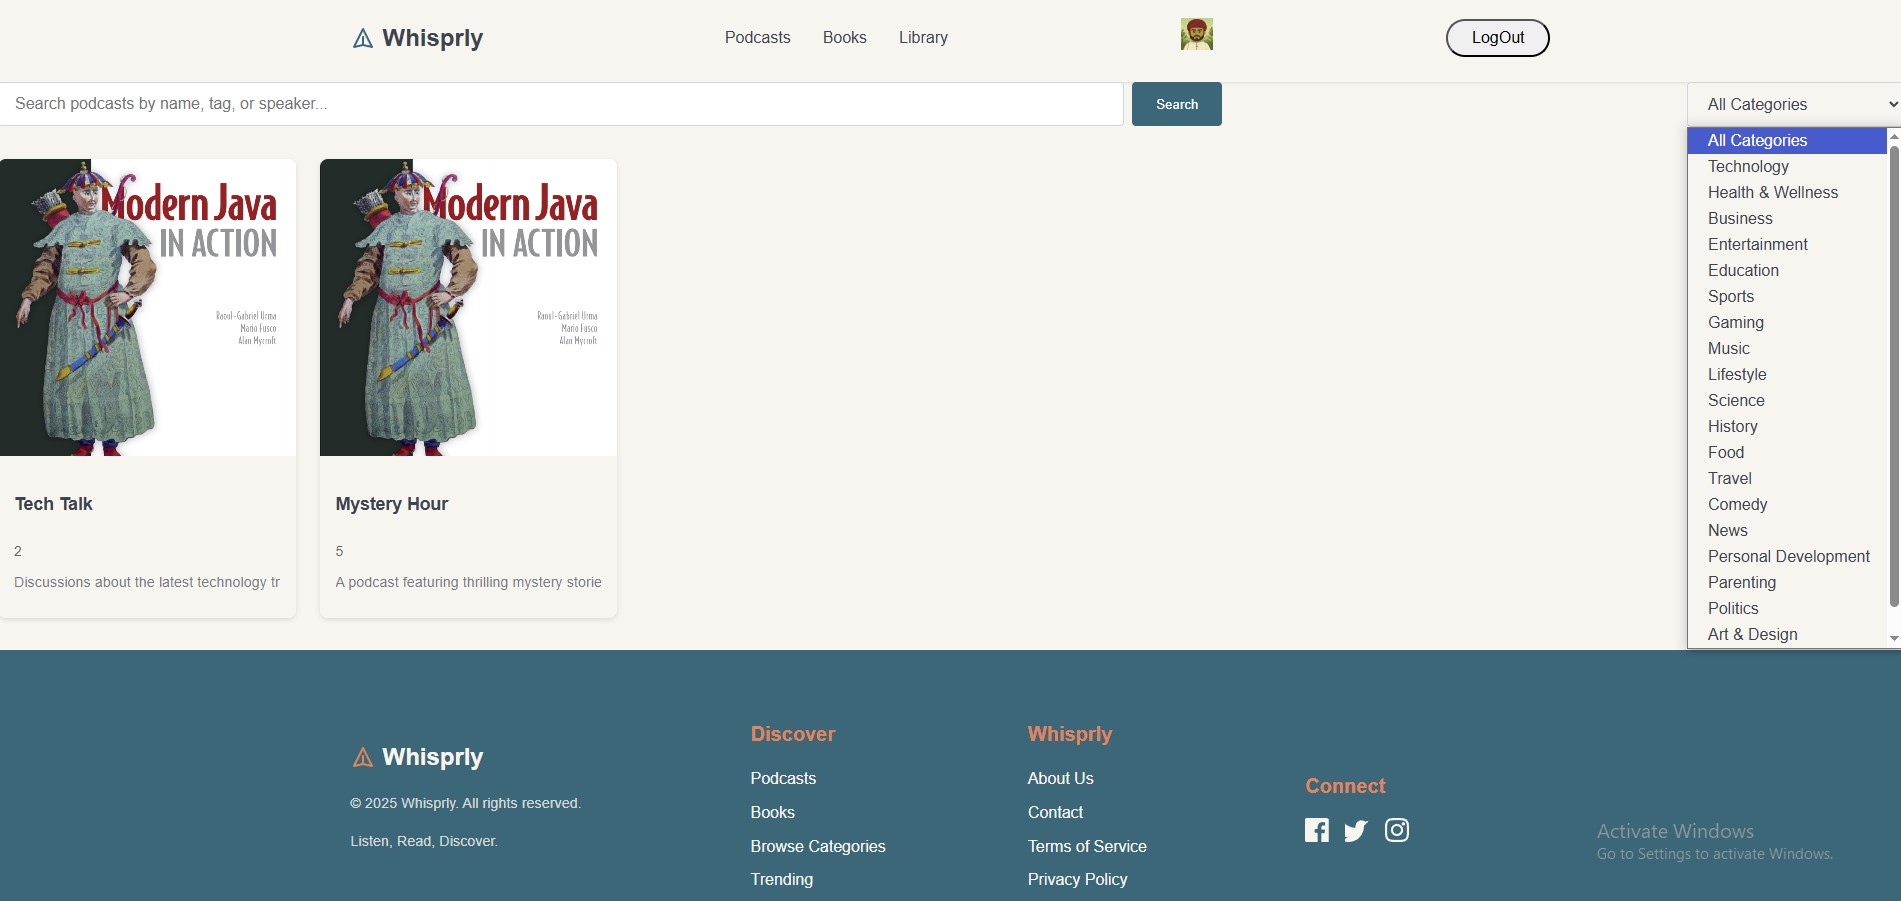 Whisprly
Podcasts Books Library
LogOut
Search podcasts by name, tag, or speaker...
Search
All Categories
All Categories
Technology
Health & Wellness
Business
Entertainment
Education
Sports
Gaming
Music
Lifestyle
Science
History
Food
Travel
Comedy
News
Personal Development
Parenting
Politics
Art & Design
Modern Java
IN ACTION
Raoul-Gabriel Urma
Mario Fusco
Alan Mycroft
Tech Talk
2
Discussions about the latest technology tr
Modern Java
IN ACTION
Raoul-Gabriel Urma
Mario Fusco
Alan Mycroft
Mystery Hour
5
A podcast featuring thrilling mystery storie
Whisprly
© 2025 Whisprly. All rights reserved.
Listen, Read, Discover.
Discover
Podcasts
Books
Browse Categories
Trending
Whisprly
About Us
Contact
Terms of Service
Privacy Policy
Connect
Activate Windows
Go to Settings to activate Windows.